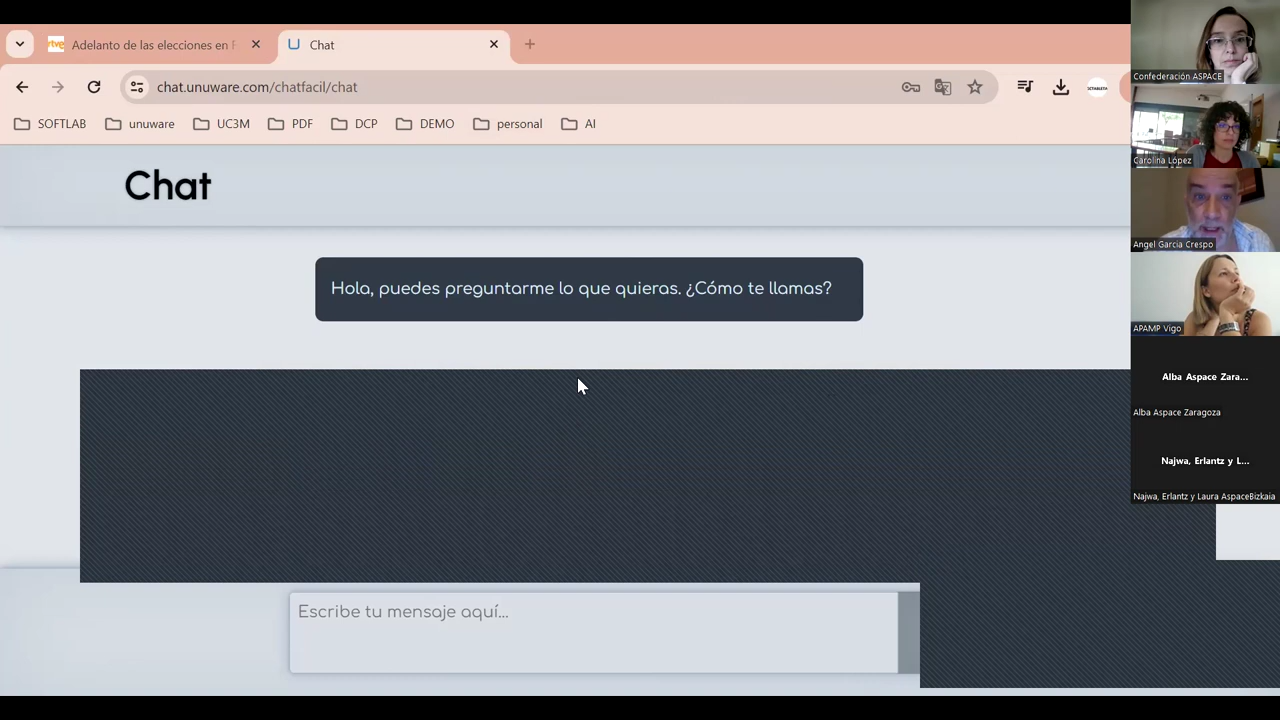 Adelanto de las elecciones en F
Chat
chat.unuware.com/chatfacil/chat
SOFTLAB
unuware
UC3M
PDF
DCP
DEMO
personal
AI
Chat
Hola, puedes preguntarme lo que quieras. ¿Cómo te llamas?
Escribe tu mensaje aquí...
Confederación ASPACE
Carolina López
Angel Garcia Crespo
APAMP Vigo
Alba Aspace Zara...
Alba Aspace Zaragoza
Najwa, Erlantz y L...
Najwa, Erlantz y Laura AspaceBizkaia